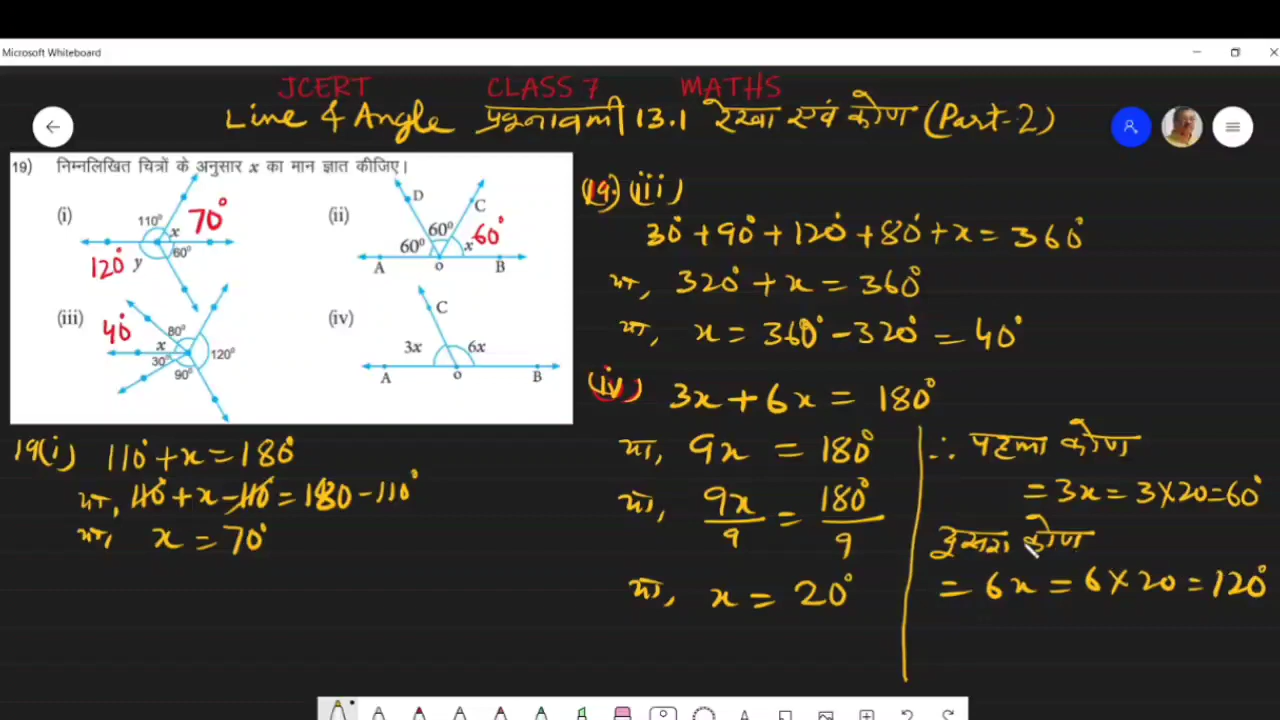 Microsoft Whiteboard
JCERT CLASS 7 MATHS
Line & Angle प्रश्नावली 13.1 रेखा एवं कोण (Part-2)
19) निम्नलिखित चित्रों के अनुसार x का मान ज्ञात कीजिए।
(i) 110° x 70° 120° y 60°
(ii) D C 60° 60° x 60° A O B
(iii) 40° 80° x 120° 30° 90°
(iv) C 3x 6x A O B
19(i) 110° + x = 180°
या, 110° + x - 110° = 180 - 110°
या, x = 70°
(19) (iii)
30° + 90° + 120° + 80° + x = 360°
या, 320° + x = 360°
या, x = 360° - 320° = 40°
(iv) 3x + 6x = 180°
या, 9x = 180°
या, 9x/9 = 180°/9
या, x = 20°
∴ पहला कोण
= 3x = 3 × 20 = 60°
दुसरा कोण
= 6x = 6 × 20 = 120°